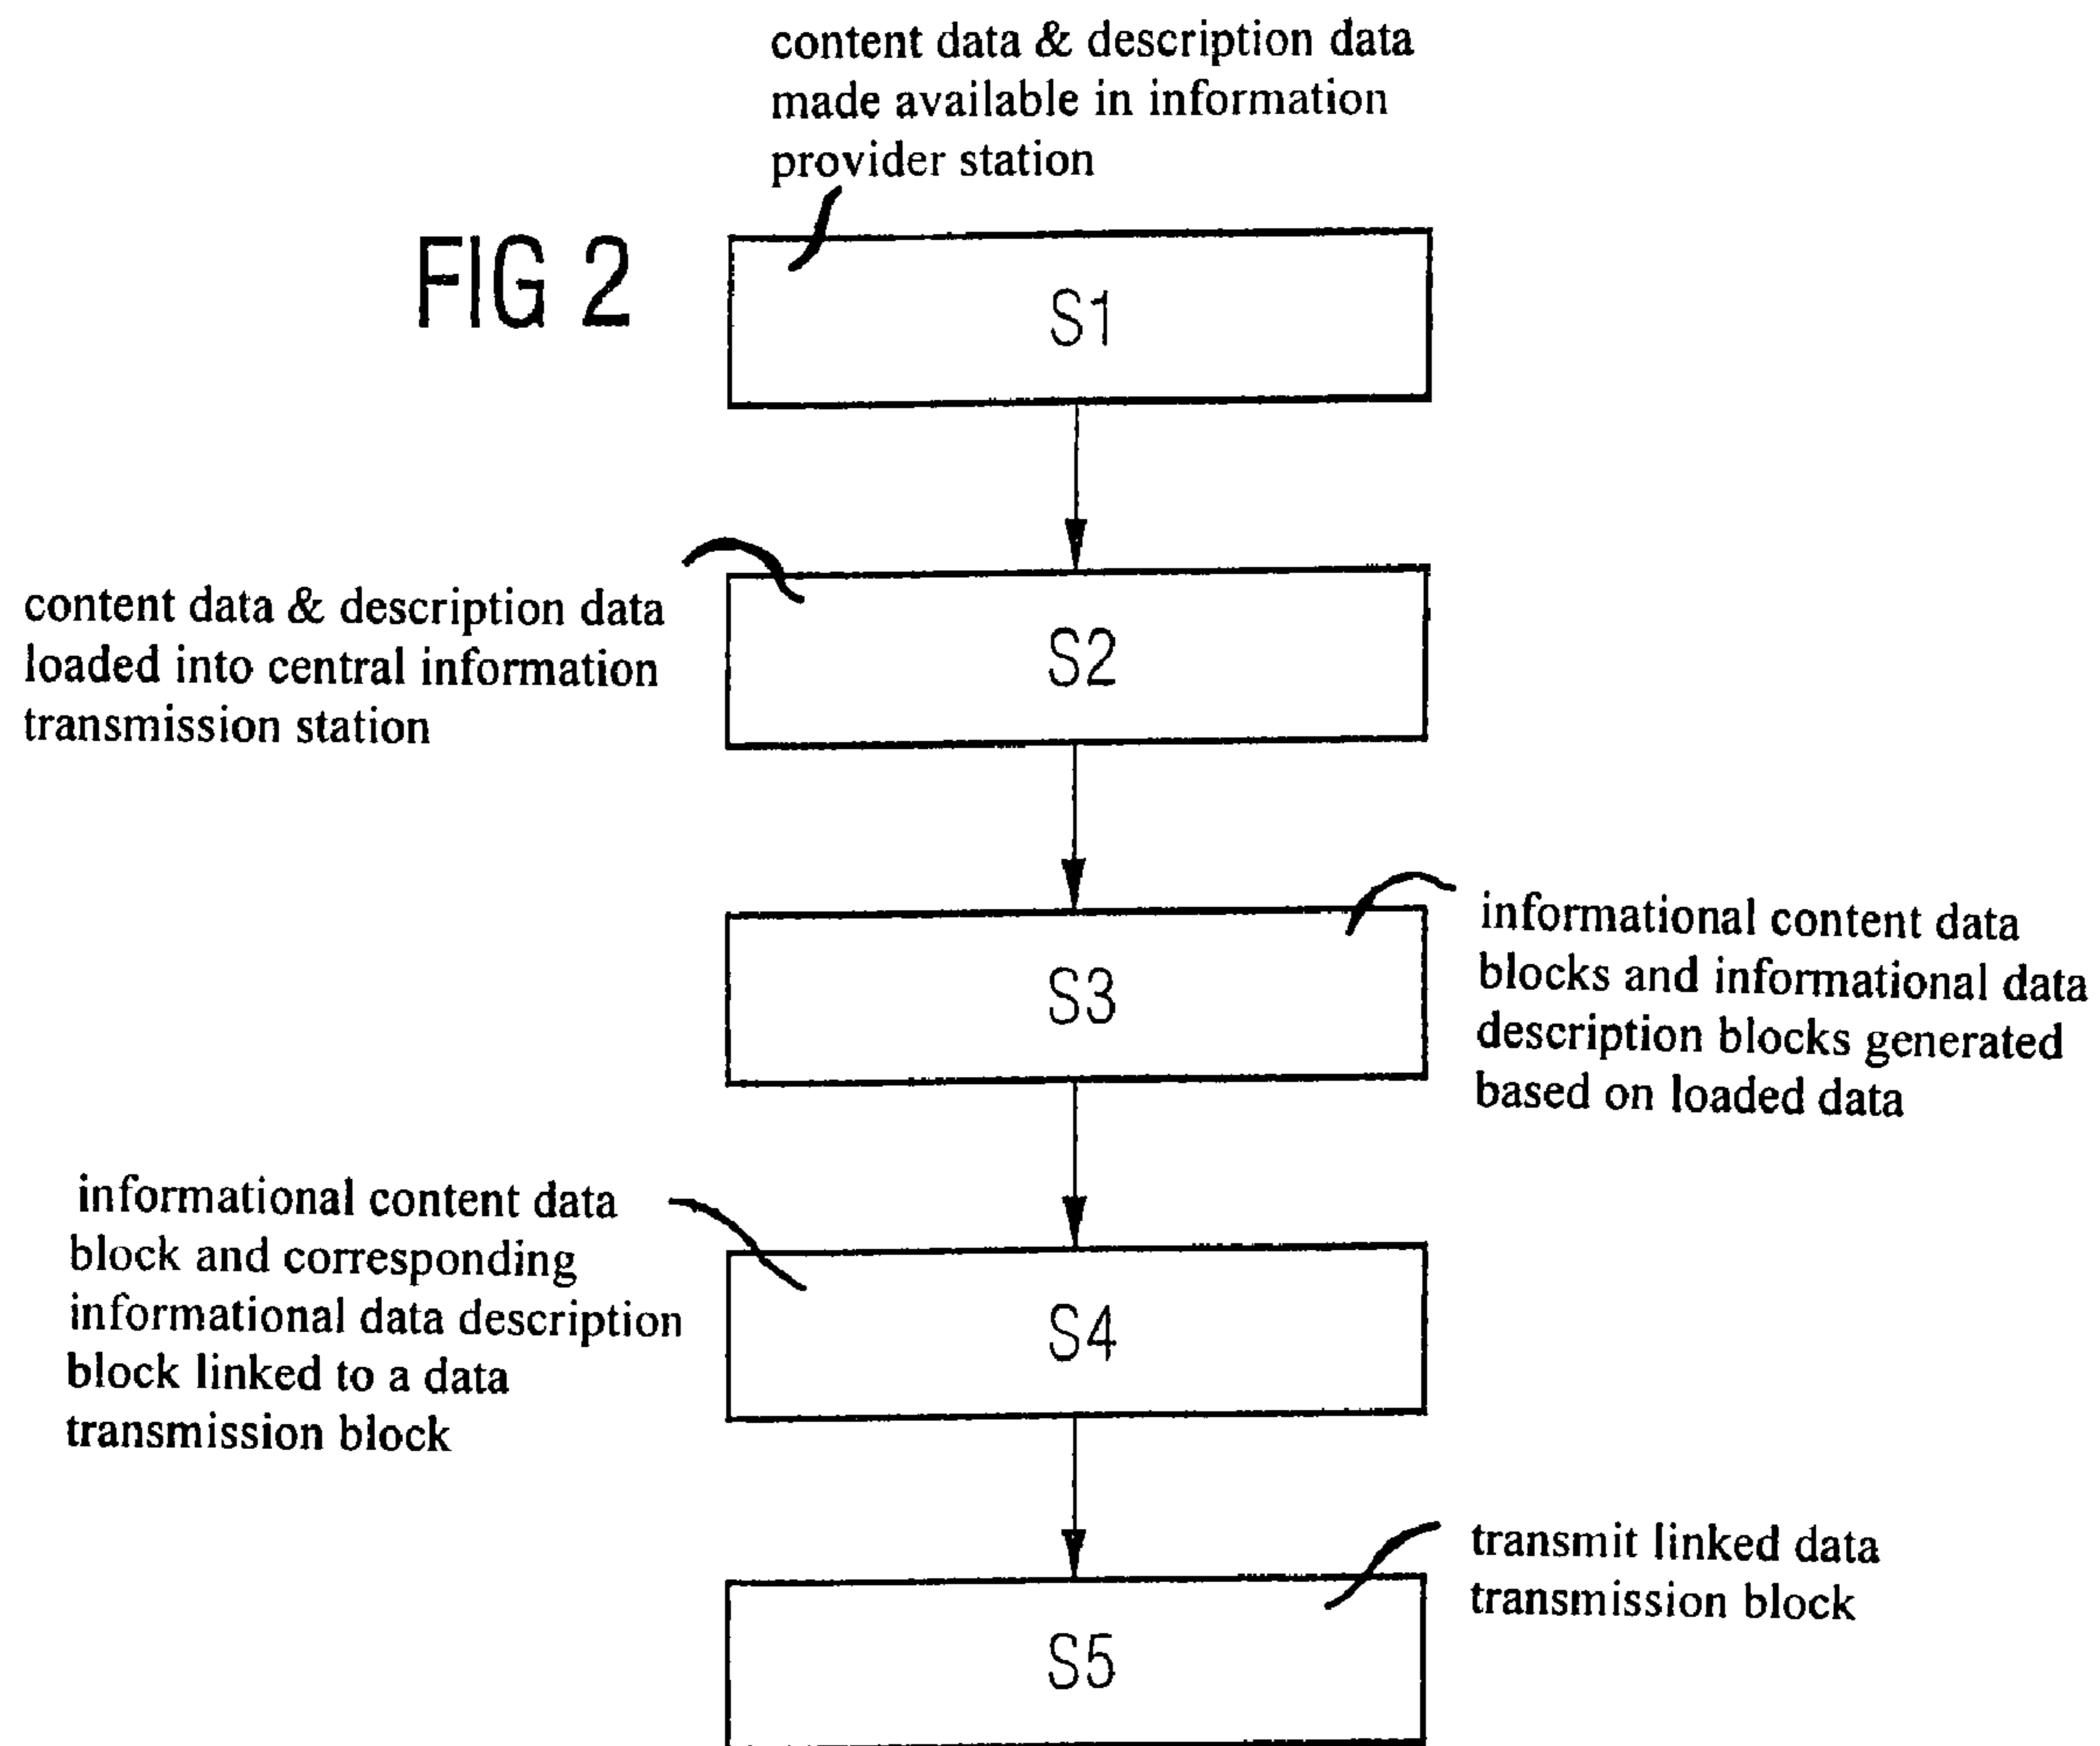 content data & description data
made available in information
provider station
FIG 2
S1
content data & description data
loaded into central information
transmission station
S2
S3
informational content data
blocks and informational data
description blocks generated
based on loaded data
informational content data
block and corresponding
informational data description
block linked to a data
transmission block
S4
transmit linked data
transmission block
S5